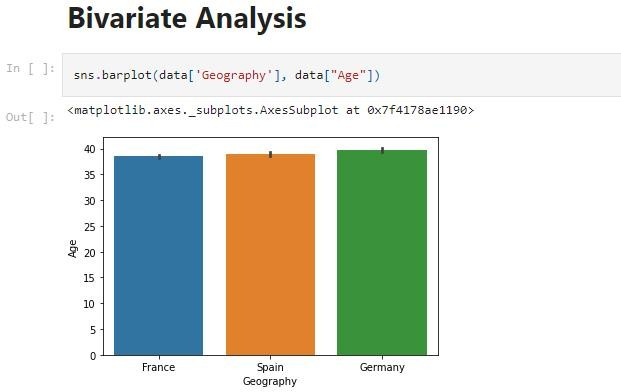 Bivariate Analysis
In [ ]:
sns.barplot(data['Geography'], data["Age"])
Out[ ]:
<matplotlib.axes._subplots.AxesSubplot at 0x7f4178ae1190>
40
35
30
25
20
15
10
5
0
Age
France Spain Germany
Geography